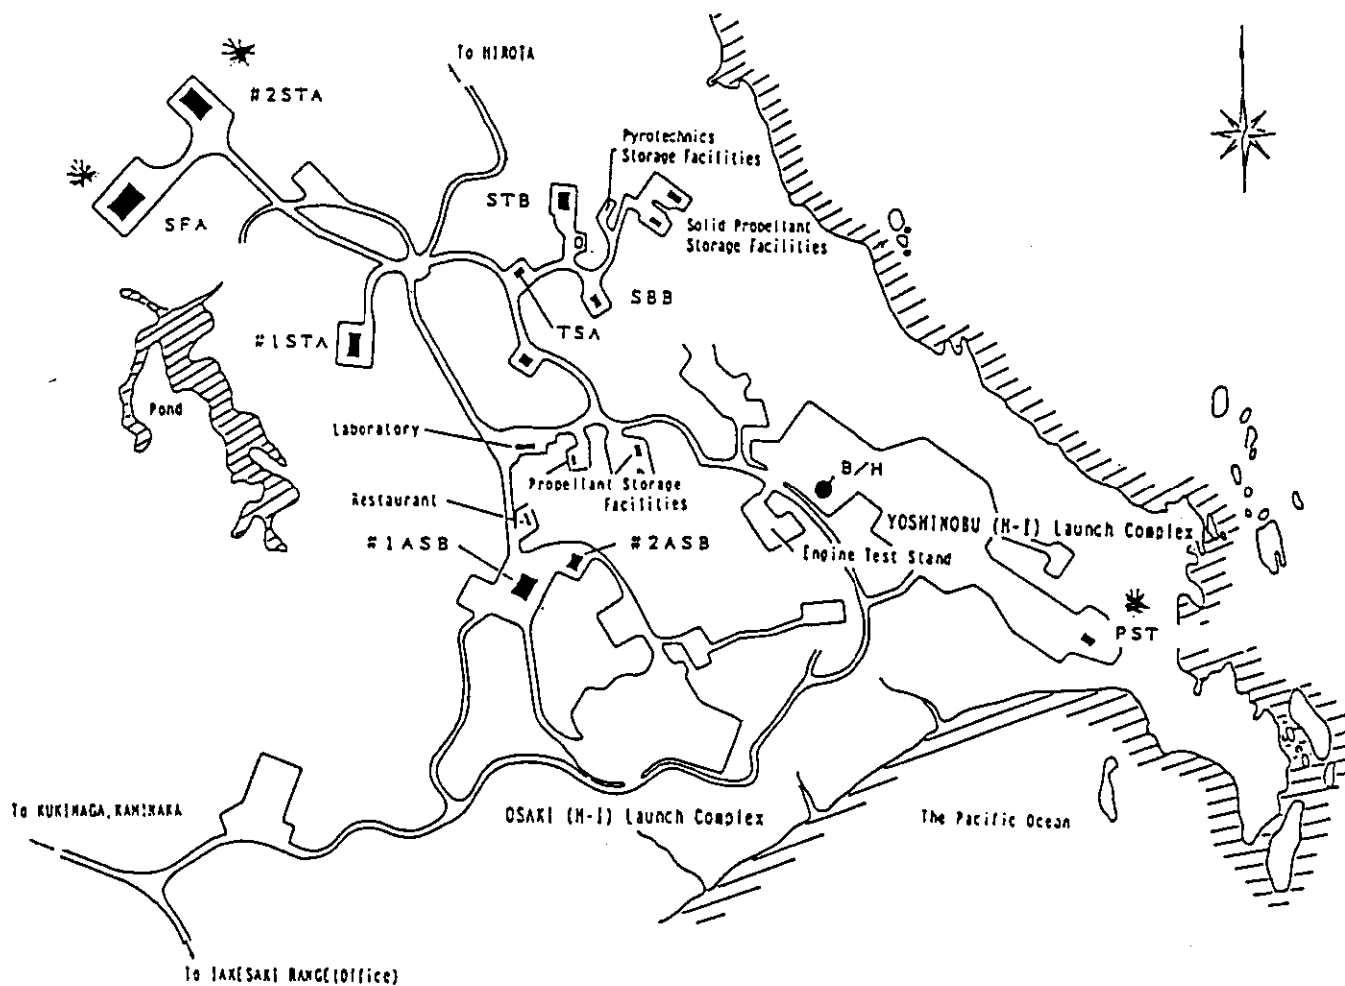 To HIROTA
#2STA
Pyrotechnics
Storage Facilities
STB
SFA
Solid Propellant
Storage Facilities
SBB
TSA
#1STA
Pond
Laboratory
B/H
Propellant Storage
Facilities
Restaurant
YOSHINOBU (H-I) Launch Complex
#1ASB
#2ASB
Engine Test Stand
PST
To KUKINAGA, KAMINAKA
OSAKI (H-I) Launch Complex
The Pacific Ocean
To TAKESAKI RANGE(Office)